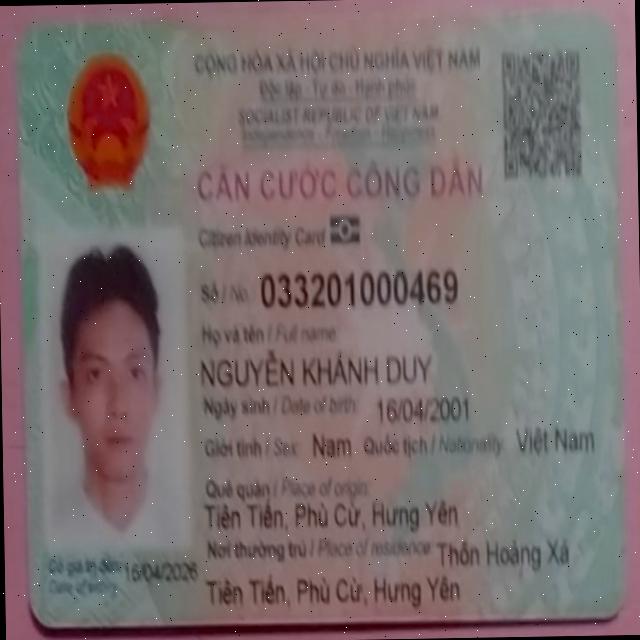 CỘNG HÒA XÃ HỘI CHỦ NGHĨA VIỆT NAM
Độc lập - Tự do - Hạnh phúc
SOCIALIST REPUBLIC OF VIET NAM
Independence - Freedom - Happiness
CĂN CƯỚC CÔNG DÂN
Citizen Identity Card
Số / No.: 033201000469
Họ và tên / Full name:
NGUYỄN KHÁNH DUY
Ngày sinh / Date of birth: 16/04/2001
Giới tính / Sex: Nam Quốc tịch / Nationality: Việt Nam
Quê quán / Place of origin:
Tiên Tiến, Phù Cừ, Hưng Yên
Nơi thường trú / Place of residence: Thôn Hoàng Xá
Tiên Tiến, Phù Cừ, Hưng Yên
Có giá trị đến: 16/04/2026
Date of expiry